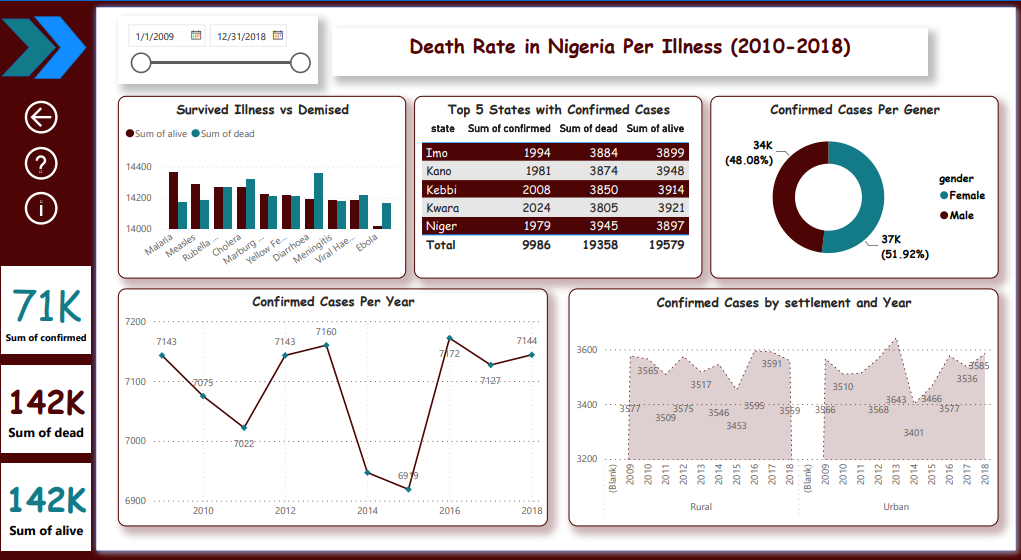 1/1/2009
12/31/2018
Death Rate in Nigeria Per Illness (2010-2018)
?
i
71K
Sum of confirmed
142K
Sum of dead
142K
Sum of alive
Survived Illness vs Demised
Sum of alive Sum of dead
14400
14200
14000
Malaria
Measles
Rubella ...
Cholera
Marburg ...
Yellow Fe...
Diarrhoea
Meningitis
Viral Hae...
Ebola
Top 5 States with Confirmed Cases
state Sum of confirmed Sum of dead Sum of alive
Imo 1994 3884 3899
Kano 1981 3874 3948
Kebbi 2008 3850 3914
Kwara 2024 3805 3921
Niger 1979 3945 3897
Total 9986 19358 19579
Confirmed Cases Per Gener
34K
(48.08%)
37K
(51.92%)
gender
Female
Male
Confirmed Cases Per Year
7200
7100
7000
6900
7143
7075
7022
7143
7160
6919
7172
7127
7144
2010 2012 2014 2016 2018
Confirmed Cases by settlement and Year
3600
3400
3200
3577
3565
3509
3575
3517
3546
3453
3595
3591
3559
3566
3510
3568
3643
3401
3466
3577
3536
3585
(Blank) 2009 2010 2011 2012 2013 2014 2015 2016 2017 2018
(Blank) 2009 2010 2011 2012 2013 2014 2015 2016 2017 2018
Rural Urban